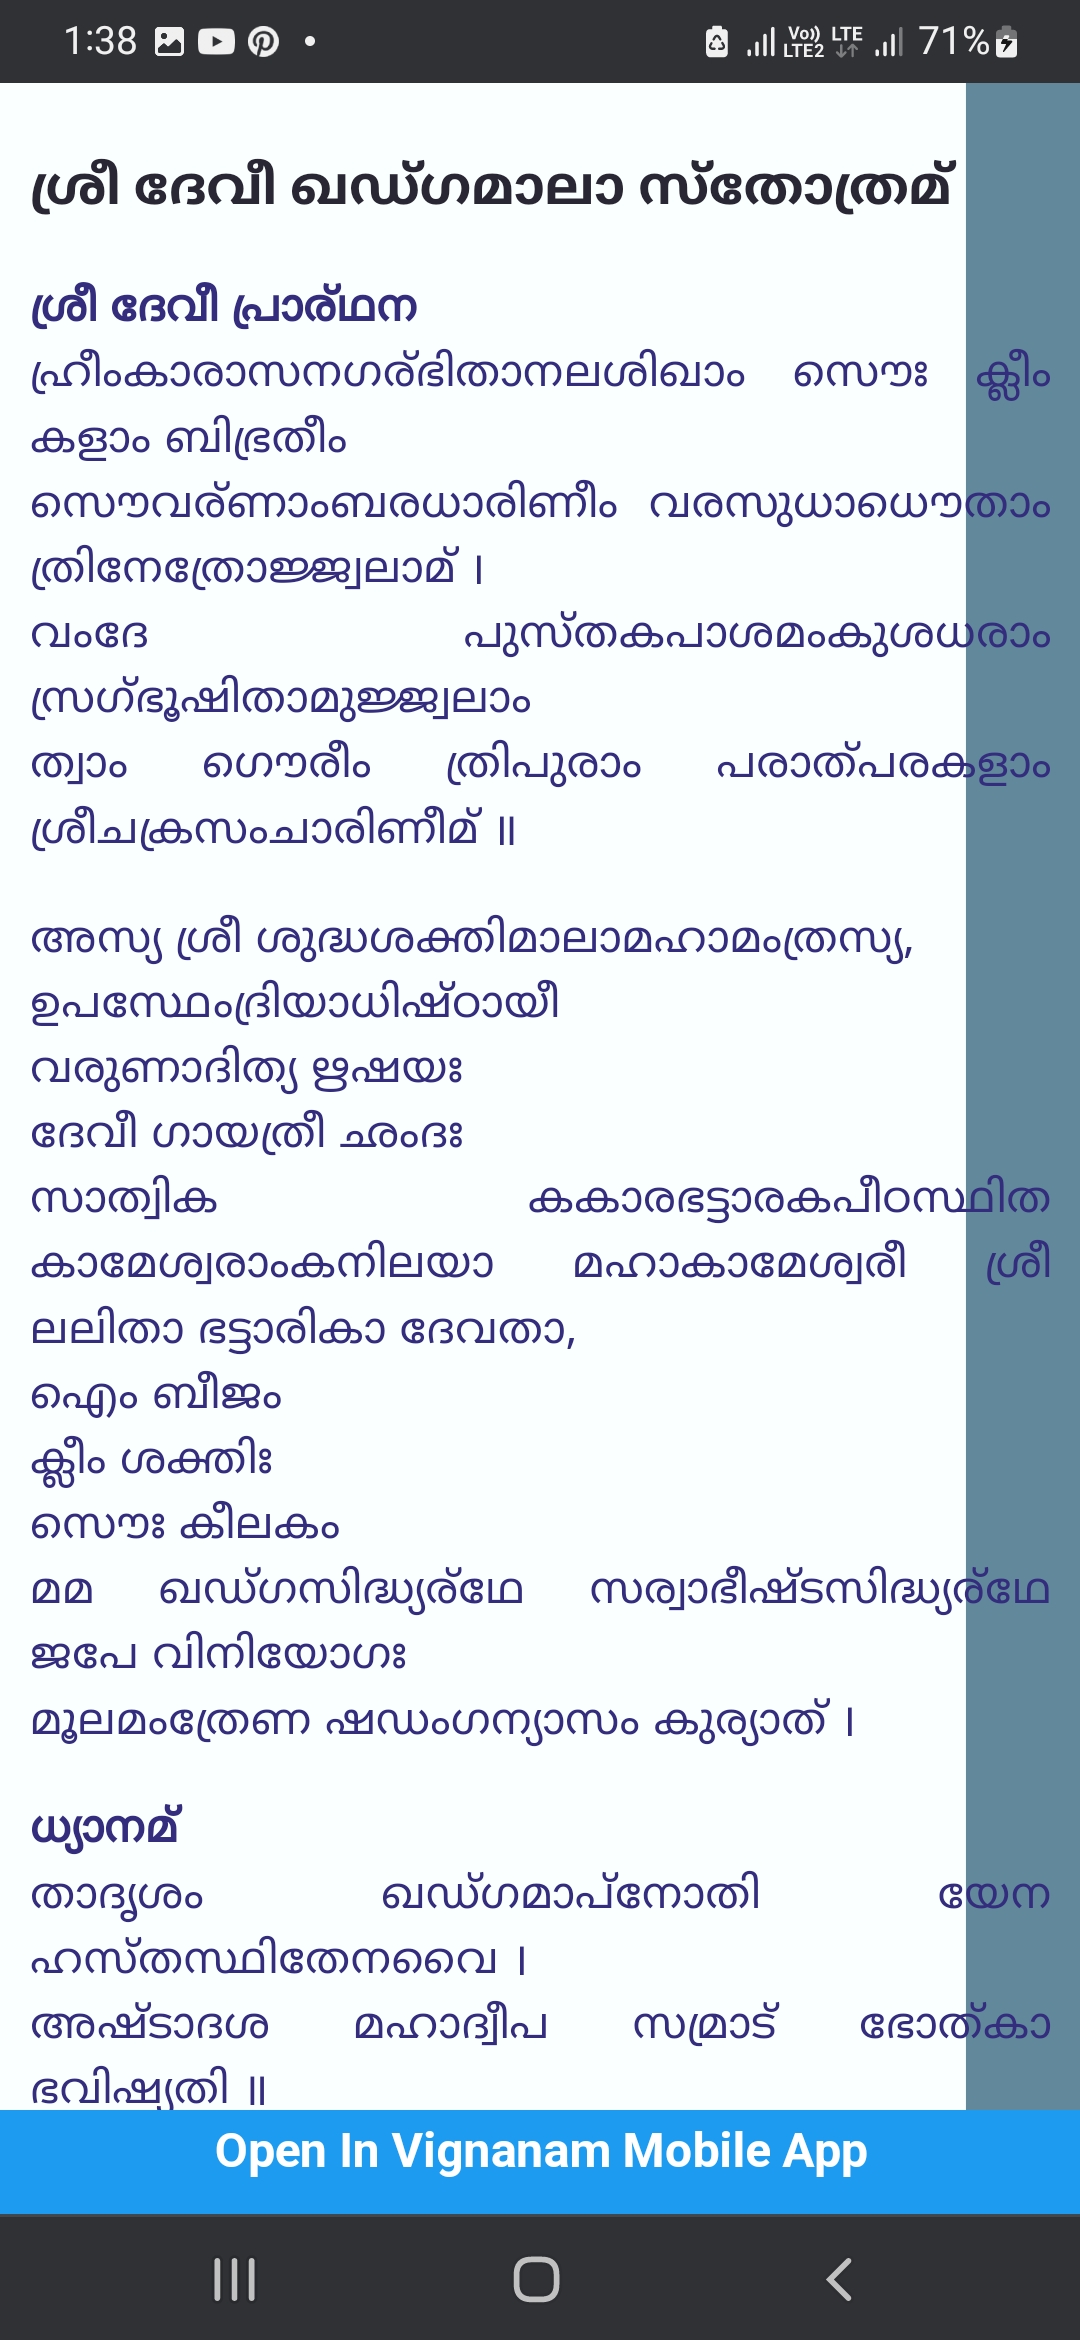 1:38 Vo)) LTE2 LTE 71%
ശ്രീ ദേവീ ഖഡ്ഗമാലാ സ്തോത്രമ്
ശ്രീ ദേവീ പ്രാര്ഥന
ഹ്രീംകാരാസനഗര്ഭിതാനലശിഖാം സൌഃ ക്ലീം
കളാം ബിഭ്രതീം
സൌവര്ണാംബരധാരിണീം വരസുധാധൌതാം
ത്രിനേത്രോജ്ജ്വലാമ് ।
വംദേ പുസ്തകപാശമംകുശധരാം
സ്രഗ്ഭൂഷിതാമുജ്ജ്വലാം
ത്വാം ഗൌരീം ത്രിപുരാം പരാത്പരകളാം
ശ്രീചക്രസംചാരിണീമ് ॥
അസ്യ ശ്രീ ശുദ്ധശക്തിമാലാമഹാമംത്രസ്യ,
ഉപസ്ഥേംദ്രിയാധിഷ്ഠായീ
വരുണാദിത്യ ഋഷയഃ
ദേവീ ഗായത്രീ ഛംദഃ
സാത്വിക കകാരഭട്ടാരകപീഠസ്ഥിത
കാമേശ്വരാംകനിലയാ മഹാകാമേശ്വരീ ശ്രീ
ലലിതാ ഭട്ടാരികാ ദേവതാ,
ഐം ബീജം
ക്ലീം ശക്തിഃ
സൌഃ കീലകം
മമ ഖഡ്ഗസിദ്ധ്യര്ഥേ സര്വാഭീഷ്ടസിദ്ധ്യര്ഥേ
ജപേ വിനിയോഗഃ
മൂലമംത്രേണ ഷഡംഗന്യാസം കുര്യാത് ।
ധ്യാനമ്
താദൃശം ഖഡ്ഗമാപ്നോതി യേന
ഹസ്തസ്ഥിതേനവൈ ।
അഷ്ടാദശ മഹാദ്വീപ സമ്രാട് ഭോത്കാ
ഭവിഷ്യതി ॥
Open In Vignanam Mobile App